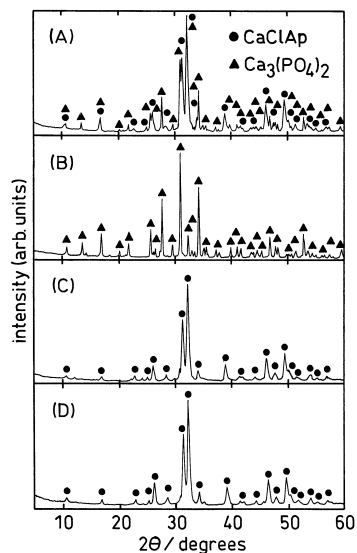 (A)
● CaClAp
▲ Ca3(PO4)2
(B)
(C)
(D)
intensity (arb. units)
10 20 30 40 50 60
2θ / degrees